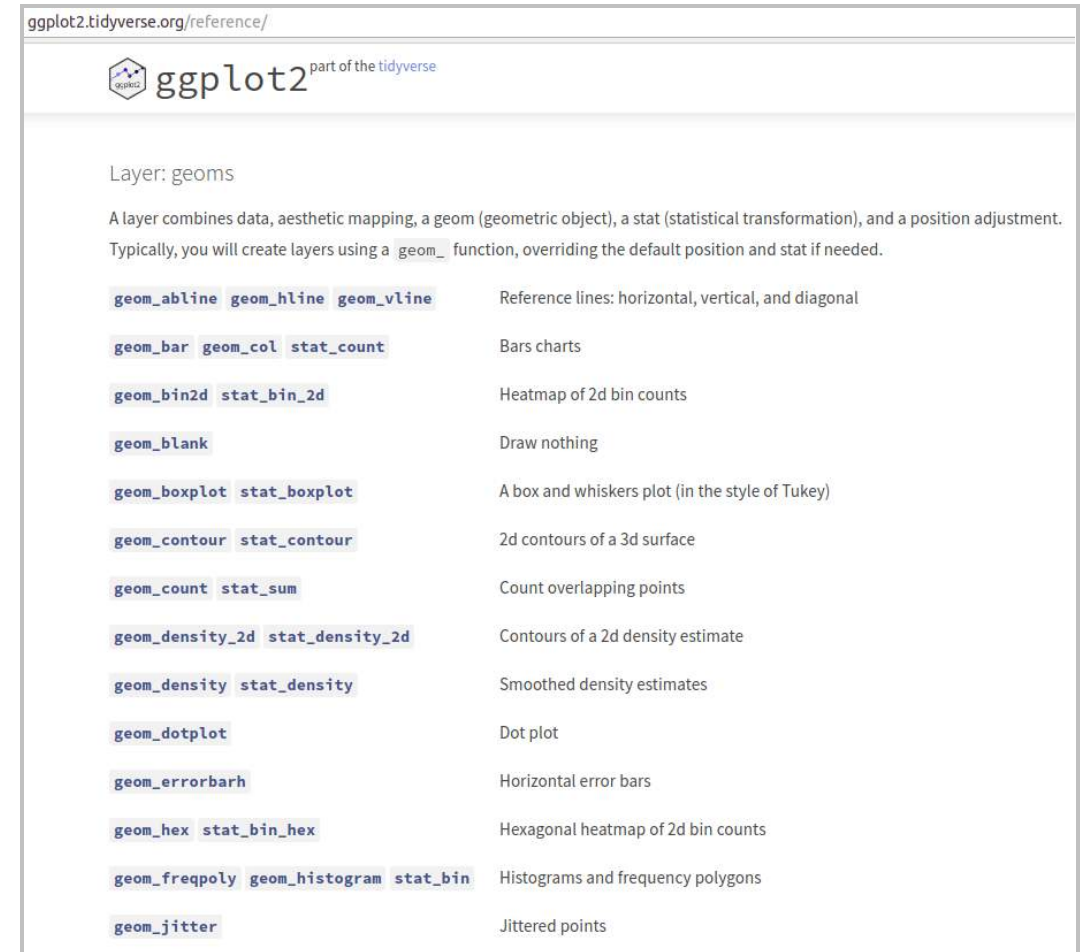 ggplot2.tidyverse.org/reference/
ggplot2 part of the tidyverse
Layer: geoms
A layer combines data, aesthetic mapping, a geom (geometric object), a stat (statistical transformation), and a position adjustment.
Typically, you will create layers using a geom_ function, overriding the default position and stat if needed.
geom_abline geom_hline geom_vline Reference lines: horizontal, vertical, and diagonal
geom_bar geom_col stat_count Bars charts
geom_bin2d stat_bin_2d Heatmap of 2d bin counts
geom_blank Draw nothing
geom_boxplot stat_boxplot A box and whiskers plot (in the style of Tukey)
geom_contour stat_contour 2d contours of a 3d surface
geom_count stat_sum Count overlapping points
geom_density_2d stat_density_2d Contours of a 2d density estimate
geom_density stat_density Smoothed density estimates
geom_dotplot Dot plot
geom_errorbarh Horizontal error bars
geom_hex stat_bin_hex Hexagonal heatmap of 2d bin counts
geom_freqpoly geom_histogram stat_bin Histograms and frequency polygons
geom_jitter Jittered points